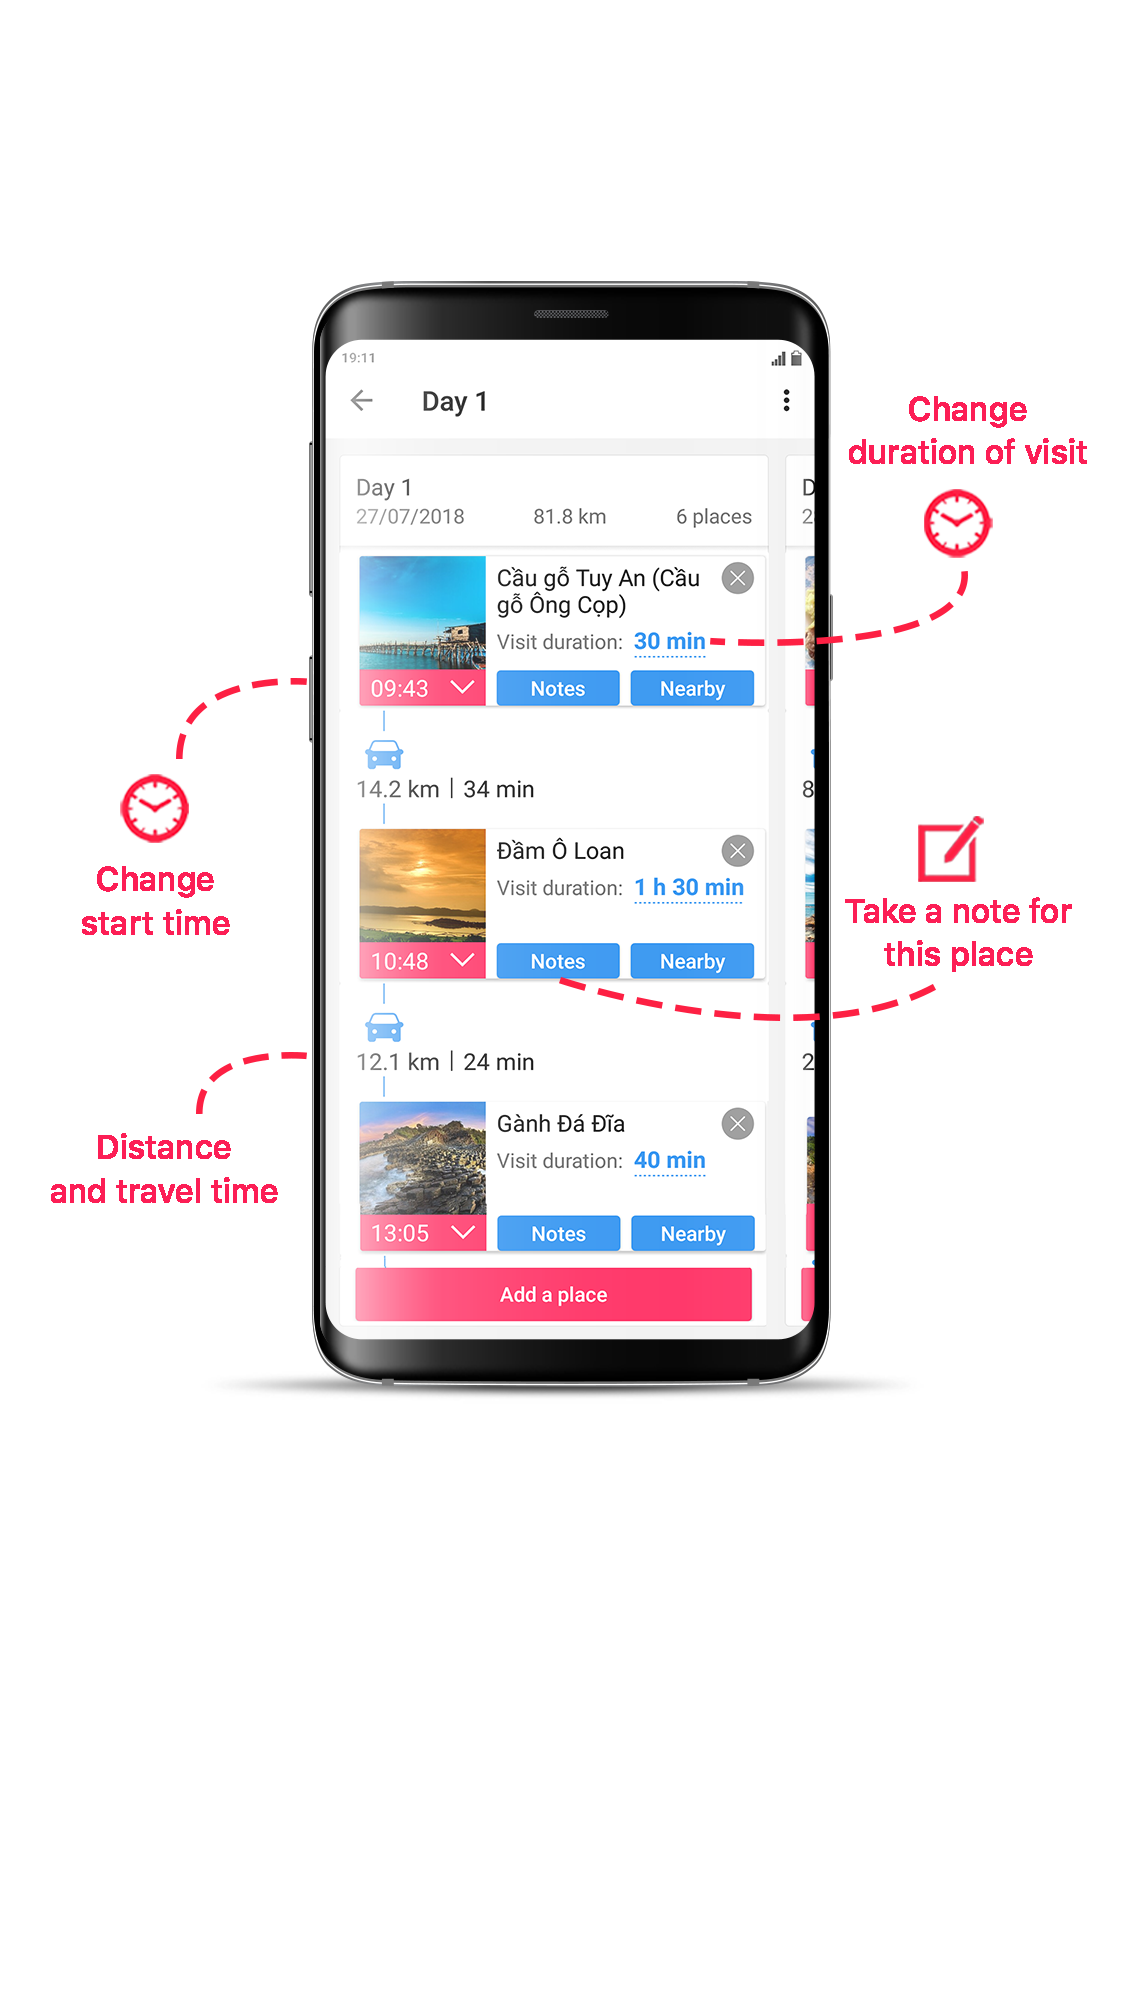 19:11
Day 1
Day 1
27/07/2018 81.8 km 6 places
Cầu gỗ Tuy An (Cầu
gỗ Ông Cọp)
Visit duration: 30 min
09:43 Notes Nearby
14.2 km | 34 min
Đầm Ô Loan
Visit duration: 1 h 30 min
10:48 Notes Nearby
12.1 km | 24 min
Gành Đá Đĩa
Visit duration: 40 min
13:05 Notes Nearby
Add a place
Change
duration of visit
Change
start time
Take a note for
this place
Distance
and travel time